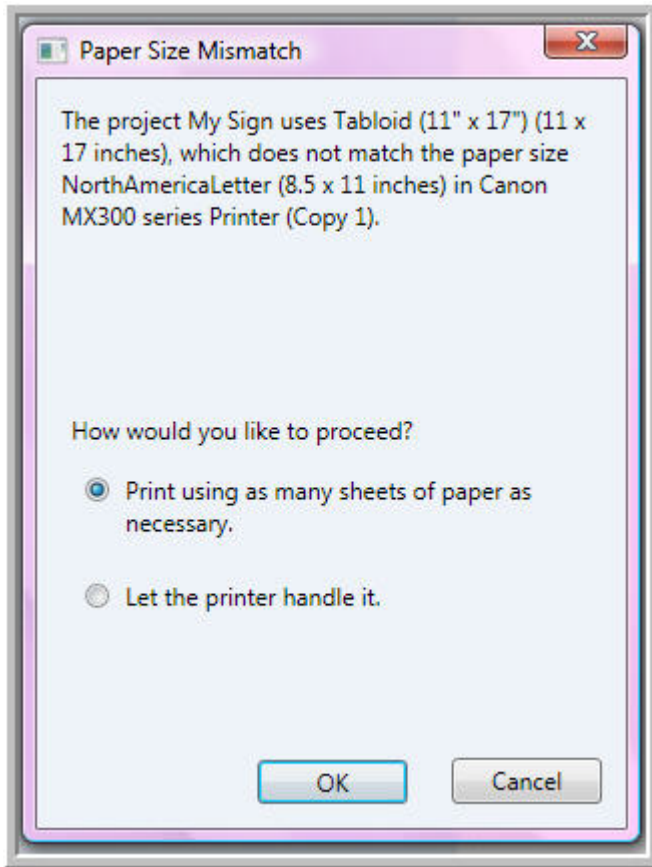 Paper Size Mismatch
The project My Sign uses Tabloid (11" x 17") (11 x
17 inches), which does not match the paper size
NorthAmericaLetter (8.5 x 11 inches) in Canon
MX300 series Printer (Copy 1).
How would you like to proceed?
Print using as many sheets of paper as
necessary.
Let the printer handle it.
OK
Cancel